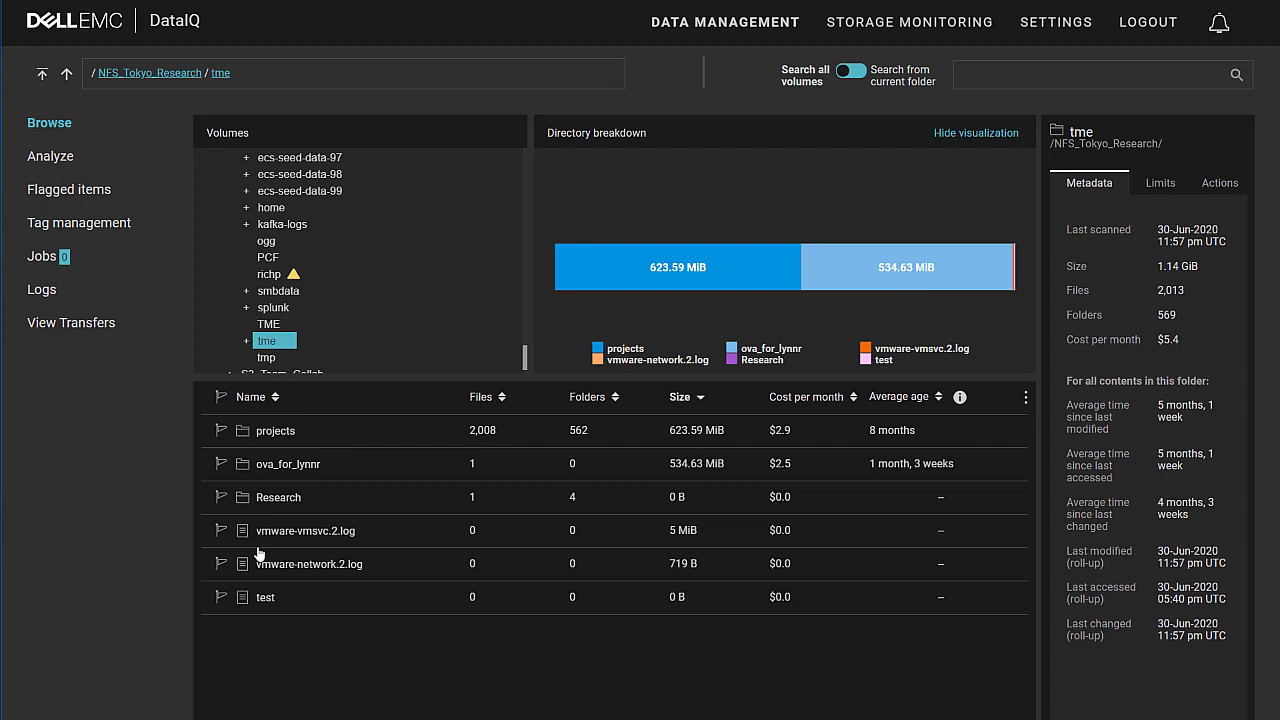 DELLEMC DataIQ
DATA MANAGEMENT STORAGE MONITORING SETTINGS LOGOUT
/ NFS_Tokyo_Research / tme
Search all volumes
Search from current folder
Browse
Analyze
Flagged items
Tag management
Jobs 0
Logs
View Transfers
Volumes
+ ecs-seed-data-97
+ ecs-seed-data-98
+ ecs-seed-data-99
+ home
+ kafka-logs
ogg
PCF
richp
+ smbdata
+ splunk
TME
+ tme
tmp
Directory breakdown Hide visualization
623.59 MiB 534.63 MiB
projects ova_for_lynnr vmware-vmsvc.2.log
vmware-network.2.log Research test
Name Files Folders Size Cost per month Average age
projects 2,008 562 623.59 MiB $2.9 8 months
ova_for_lynnr 1 0 534.63 MiB $2.5 1 month, 3 weeks
Research 1 4 0 B $0.0 --
vmware-vmsvc.2.log 0 0 5 MiB $0.0 --
vmware-network.2.log 0 0 719 B $0.0 --
test 0 0 0 B $0.0 --
tme
/NFS_Tokyo_Research/
Metadata Limits Actions
Last scanned 30-Jun-2020
11:57 pm UTC
Size 1.14 GiB
Files 2,013
Folders 569
Cost per month $5.4
For all contents in this folder:
Average time 5 months, 1
since last week
modified
Average time 5 months, 1
since last week
accessed
Average time 4 months, 3
since last weeks
changed
Last modified 30-Jun-2020
(roll-up) 11:57 pm UTC
Last accessed 30-Jun-2020
(roll-up) 05:40 pm UTC
Last changed 30-Jun-2020
(roll-up) 11:57 pm UTC